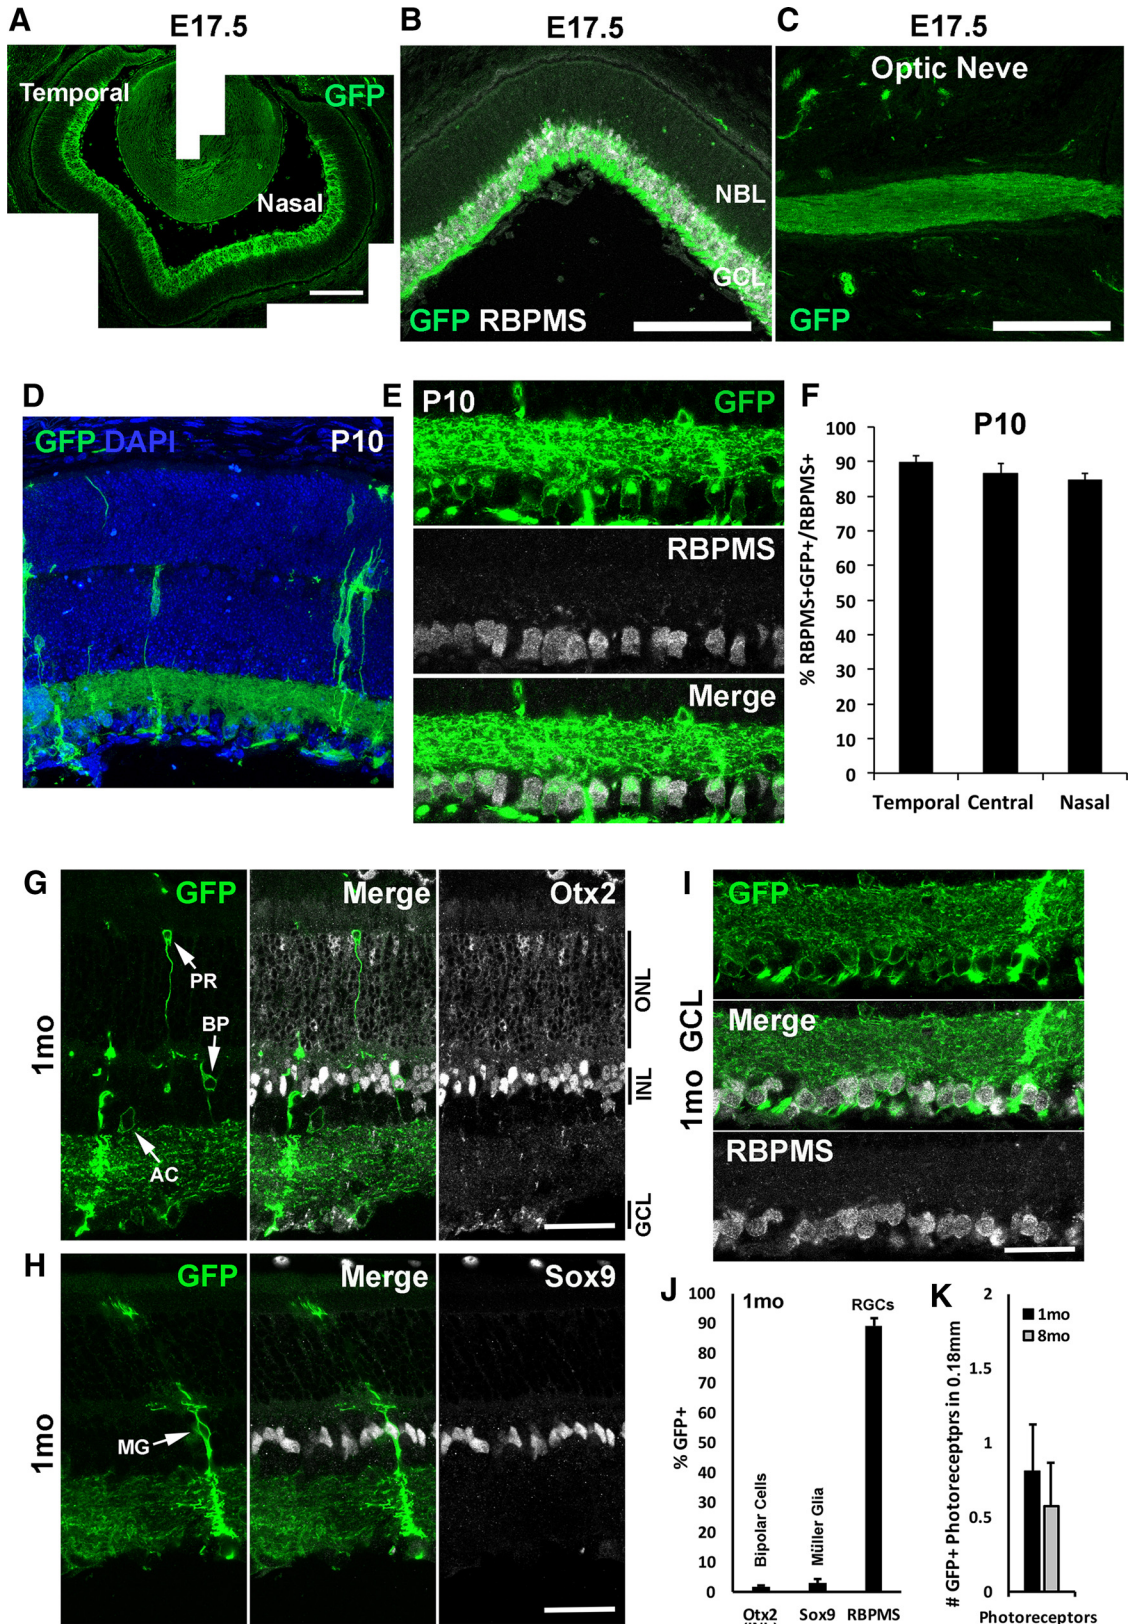 A
E17.5
Temporal
GFP
Nasal
B
E17.5
NBL
GCL
GFP RBPMS
C
E17.5
Optic Neve
GFP
D
GFP DAPI
P10
E
P10
GFP
RBPMS
Merge
F
P10
% RBPMS+GFP+/RBPMS+
100
90
80
70
60
50
40
30
20
10
0
Temporal Central Nasal
G
1mo
GFP
PR
BP
AC
Merge
Otx2
ONL
INL
GCL
H
1mo
GFP
MG
Merge
Sox9
I
1mo GCL
GFP
Merge
RBPMS
J
1mo
% GFP+
100
90
80
70
60
50
40
30
20
10
0
Bipolar Cells
Müller Glia
RGCs
Otx2 Sox9 RBPMS
K
# GFP+ Photoreceptprs in 0.18mm
2
1.5
1
0.5
0
1mo
8mo
Photoreceptors